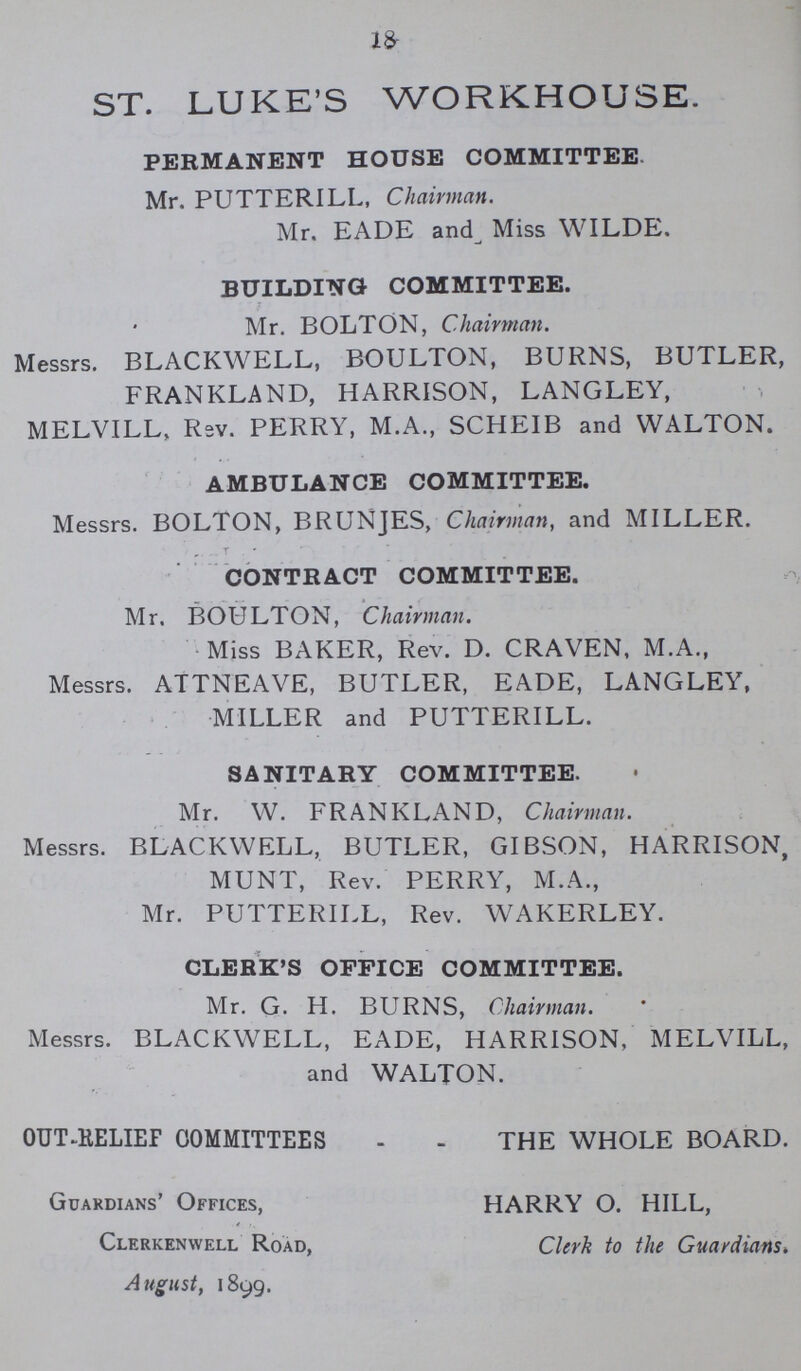 18
ST. LUKE'S WORKHOUSE.
PERMANENT HOUSE COMMITTEE.
Mr. PUTTERILL, Chairman.
Mr. EADE and Miss WILDE.
BUILDING COMMITTEE.
Mr. BOLTON, Chairman.
Messrs. BLACKWELL, BOULTON, BURNS, BUTLER,
FRANKLAND, HARRISON, LANGLEY,
MELVILL, Rev. PERRY, M.A., SCHEIB and WALTON.
AMBULANCE COMMITTEE.
Messrs. BOLTON, BRUNJES, Chairman, and MILLER.
CONTRACT COMMITTEE.
Mr. BOULTON, Chairman.
Miss BAKER, Rev. D. CRAVEN, M.A.,
Messrs. ATTNEAVE, BUTLER, EADE, LANGLEY,
MILLER and PUTTERILL.
SANITARY COMMITTEE.
Mr. W. FRANKLAND, Chairman.
Messrs. BLACKWELL, BUTLER, GIBSON, HARRISON,
MUNT, Rev. PERRY, M.A.,
Mr. PUTTERILL, Rev. WAKERLEY.
CLERK'S OFFICE COMMITTEE.
Mr. G. H. BURNS, Chairman.
Messrs. BLACKWELL, EADE, HARRISON, MELVILL,
and WALTON.
OUT-RELIEF COMMITTEES - - THE WHOLE BOARD.
GUARDIANS' OFFICES, HARRY O. HILL,
CLERKENWELL ROAD, Clerk to the Guardians.
August, 1899.